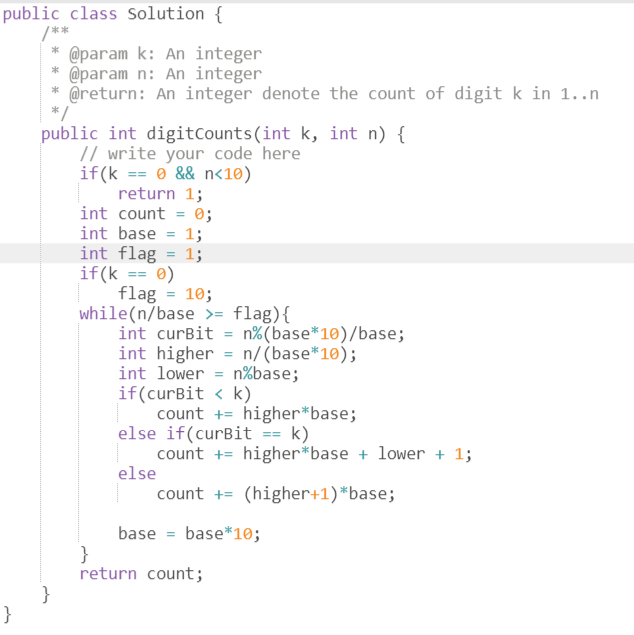 public class Solution {
    /**
     * @param k: An integer
     * @param n: An integer
     * @return: An integer denote the count of digit k in 1..n
     */
    public int digitCounts(int k, int n) {
        // write your code here
        if(k == 0 && n<10)
            return 1;
        int count = 0;
        int base = 1;
        int flag = 1;
        if(k == 0)
            flag = 10;
        while(n/base >= flag){
            int curBit = n%(base*10)/base;
            int higher = n/(base*10);
            int lower = n%base;
            if(curBit < k)
                count += higher*base;
            else if(curBit == k)
                count += higher*base + lower + 1;
            else
                count += (higher+1)*base;

            base = base*10;
        }
        return count;
    }
}